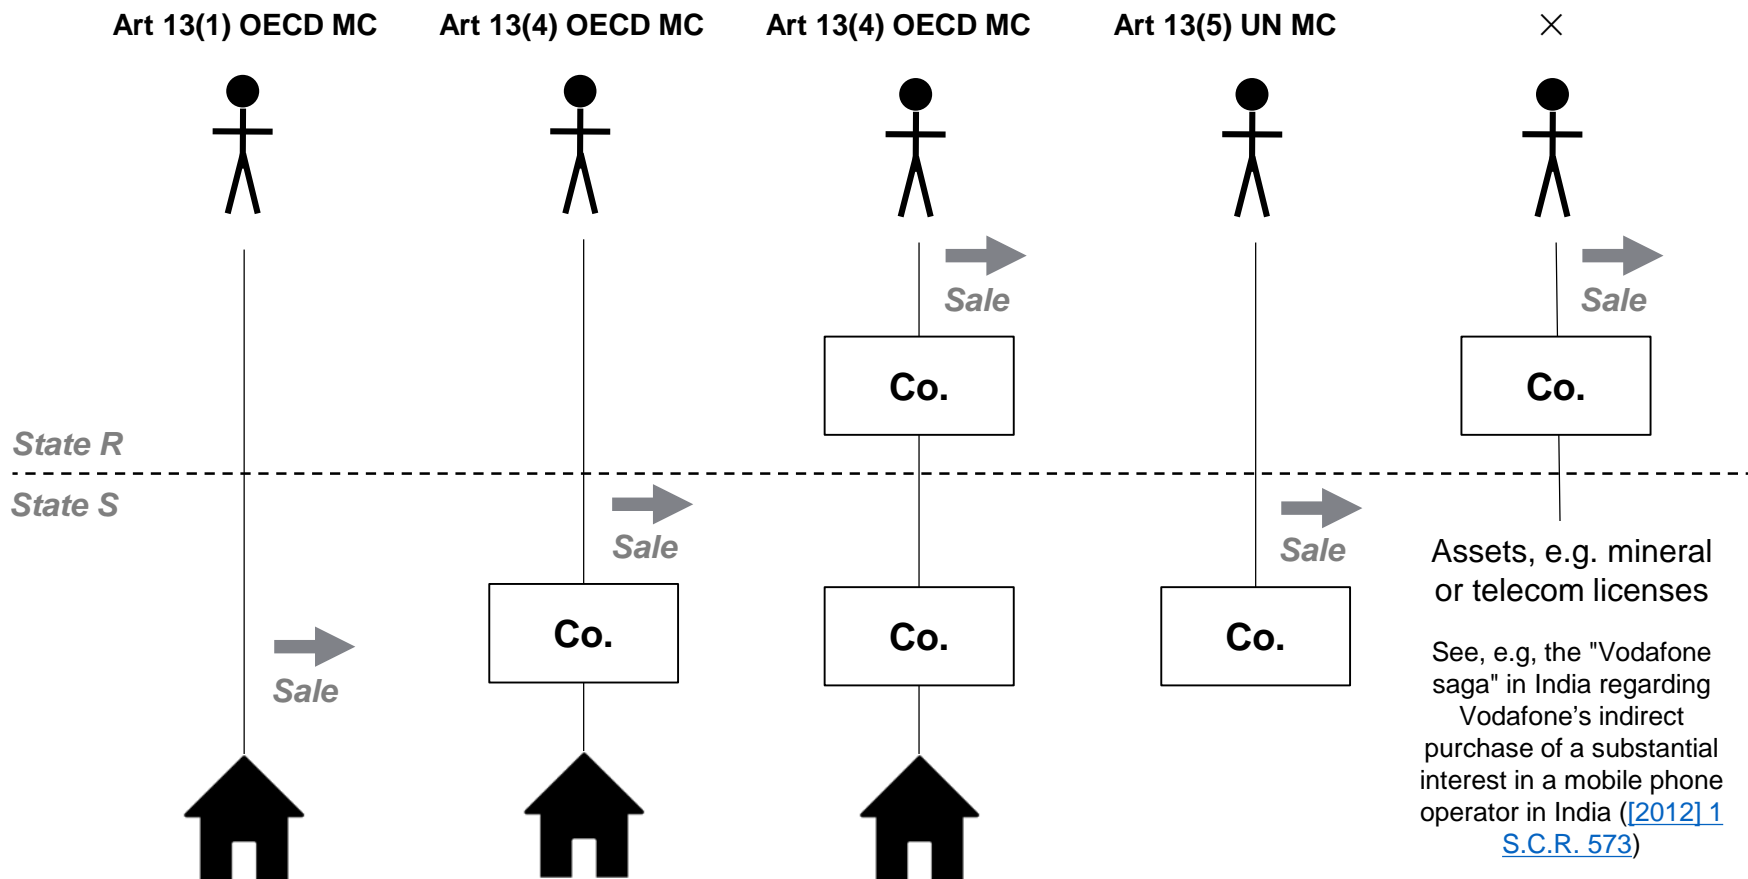 Art 13(1) OECD MC
Art 13(4) OECD MC
Art 13(4) OECD MC
Art 13(5) UN MC
×
Sale
Sale
Co.
Co.
State R
State S
Sale
Sale
Assets, e.g. mineral
or telecom licenses
Co.
Co.
Co.
Sale
See, e.g, the "Vodafone
saga" in India regarding
Vodafone’s indirect
purchase of a substantial
interest in a mobile phone
operator in India ([2012] 1
S.C.R. 573)